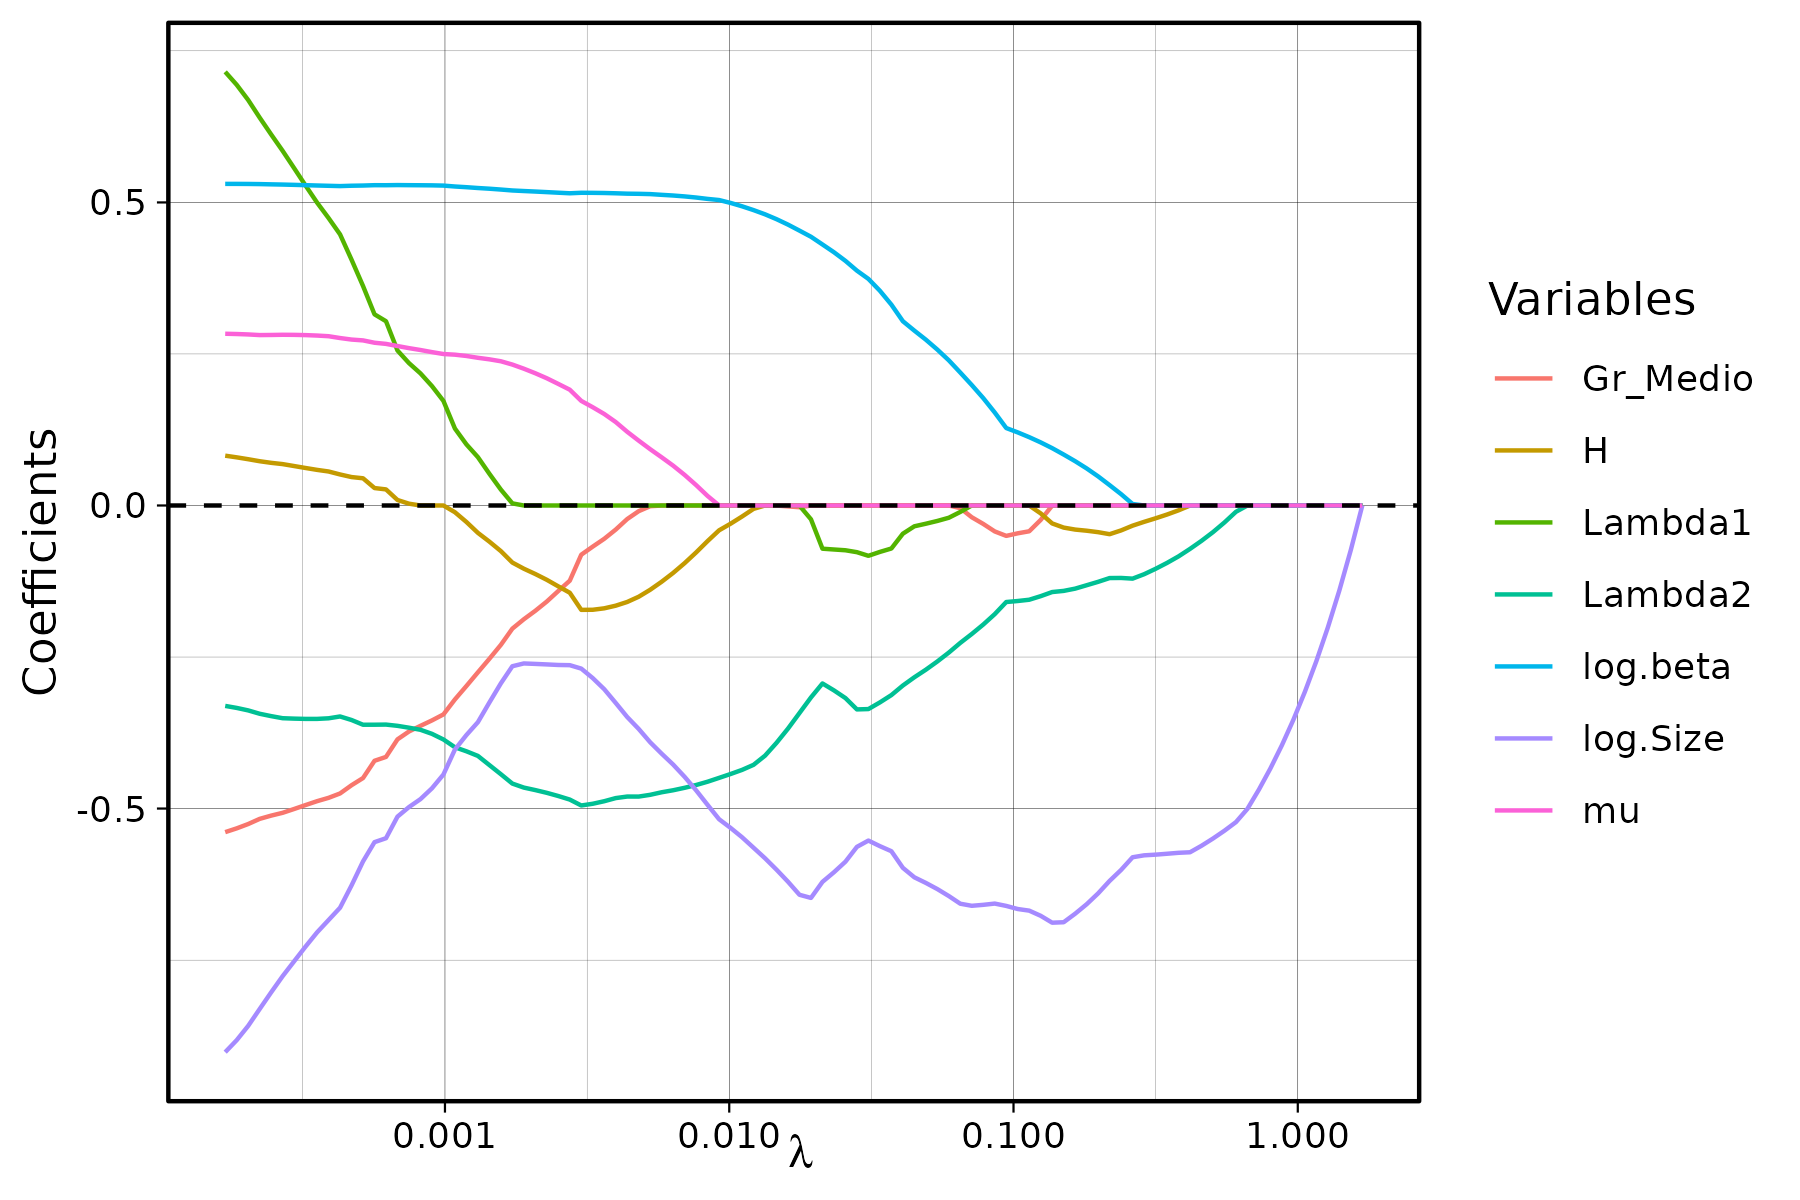 Coefficients
0.5
0.0
-0.5
0.001
0.010
0.100
1.000
λ
Variables
Gr_Medio
H
Lambda1
Lambda2
log.beta
log.Size
mu